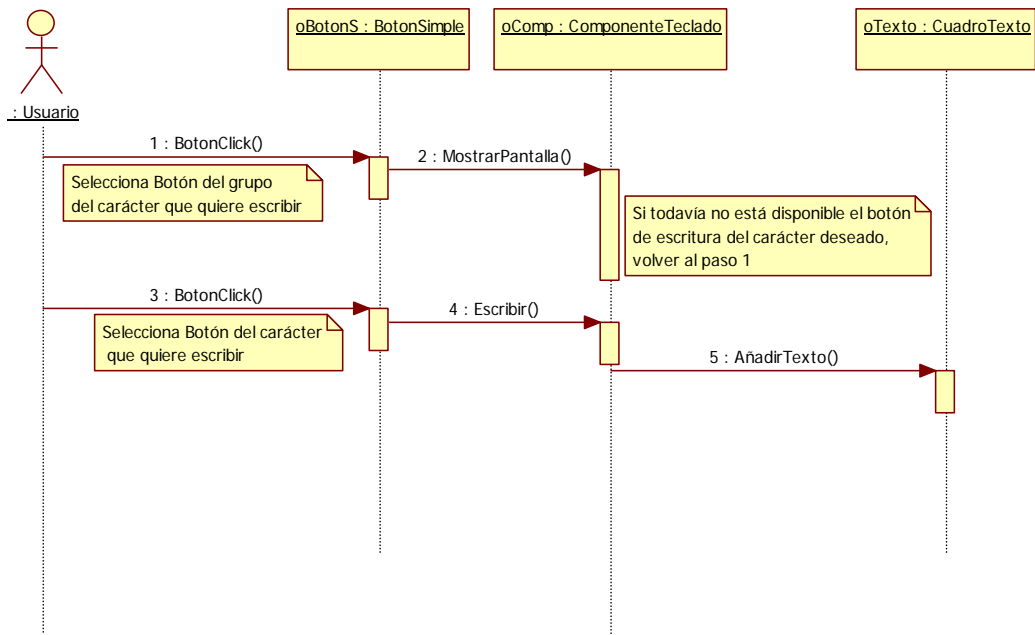 oBotonS : BotonSimple
oComp : ComponenteTeclado
oTexto : CuadroTexto
: Usuario
1 : BotonClick()
2 : MostrarPantalla()
Selecciona Botón del grupo
del carácter que quiere escribir
Si todavía no está disponible el botón
de escritura del carácter deseado,
volver al paso 1
3 : BotonClick()
4 : Escribir()
Selecciona Botón del carácter
que quiere escribir
5 : AñadirTexto()